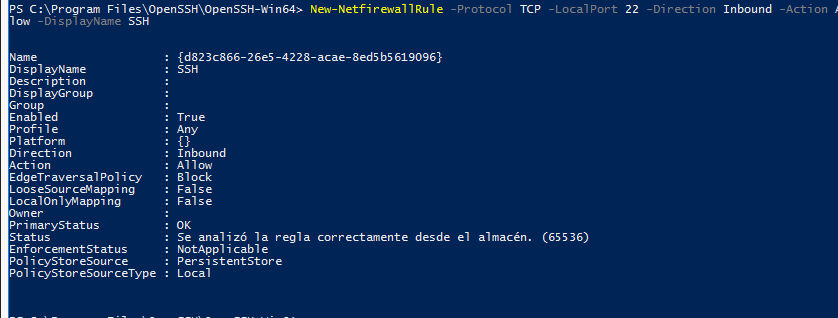 PS C:\Program Files\OpenSSH\OpenSSH-Win64> New-NetfirewallRule -Protocol TCP -LocalPort 22 -Direction Inbound -Action A
low -DisplayName SSH
Name : {d823c866-26e5-4228-acae-8ed5b5619096}
DisplayName : SSH
Description :
DisplayGroup :
Group :
Enabled : True
Profile : Any
Platform : {}
Direction : Inbound
Action : Allow
EdgeTraversalPolicy : Block
LooseSourceMapping : False
LocalOnlyMapping : False
Owner :
PrimaryStatus : OK
Status : Se analizó la regla correctamente desde el almacén. (65536)
EnforcementStatus : NotApplicable
PolicyStoreSource : PersistentStore
PolicyStoreSourceType : Local